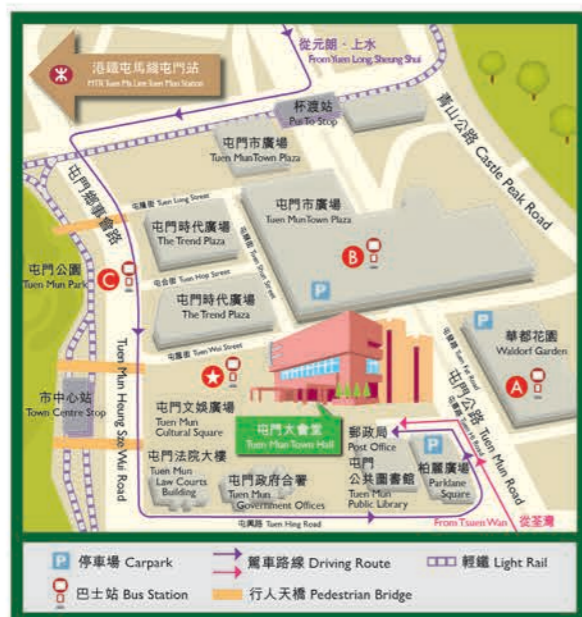 港鐵屯馬綫屯門站
MTR Tuen Ma Line Tuen Mun Station
從元朗、上水
From Yuen Long, Sheung Shui
杯渡站
Pui To Stop
青山公路 Castle Peak Road
屯門市廣場
Tuen Mun Town Plaza
屯門鄉事會路
屯隆街 Tuen Lung Street
屯門市廣場
Tuen Mun Town Plaza
屯門時代廣場
The Trend Plaza
屯順街 Tuen Shun Street
B
屯門公園
Tuen Mun Park
C
屯合街 Tuen Hop Street
P
屯門時代廣場
The Trend Plaza
P
華都花園
Waldorf Garden
屯匯街 Tuen Wui Street
屯發路 Tuen Fat Road
A
Tuen Mun Heung Sze Wui Road
市中心站
Town Centre Stop
屯門公路 Tuen Mun Road
屯門文娛廣場
Tuen Mun
Cultural Square
屯門大會堂
Tuen Mun Town Hall
郵政局
Post Office
P
屯門法院大樓
Tuen Mun
Law Courts
Building
屯門政府合署
Tuen Mun
Government Offices
屯門
公共圖書館
Tuen Mun
Public Library
柏麗廣場
Parklane
Square
屯興路 Tuen Hing Road
From Tsuen Wan 從荃灣
P 停車場 Carpark
駕車路線 Driving Route
輕鐵 Light Rail
巴士站 Bus Station
行人天橋 Pedestrian Bridge